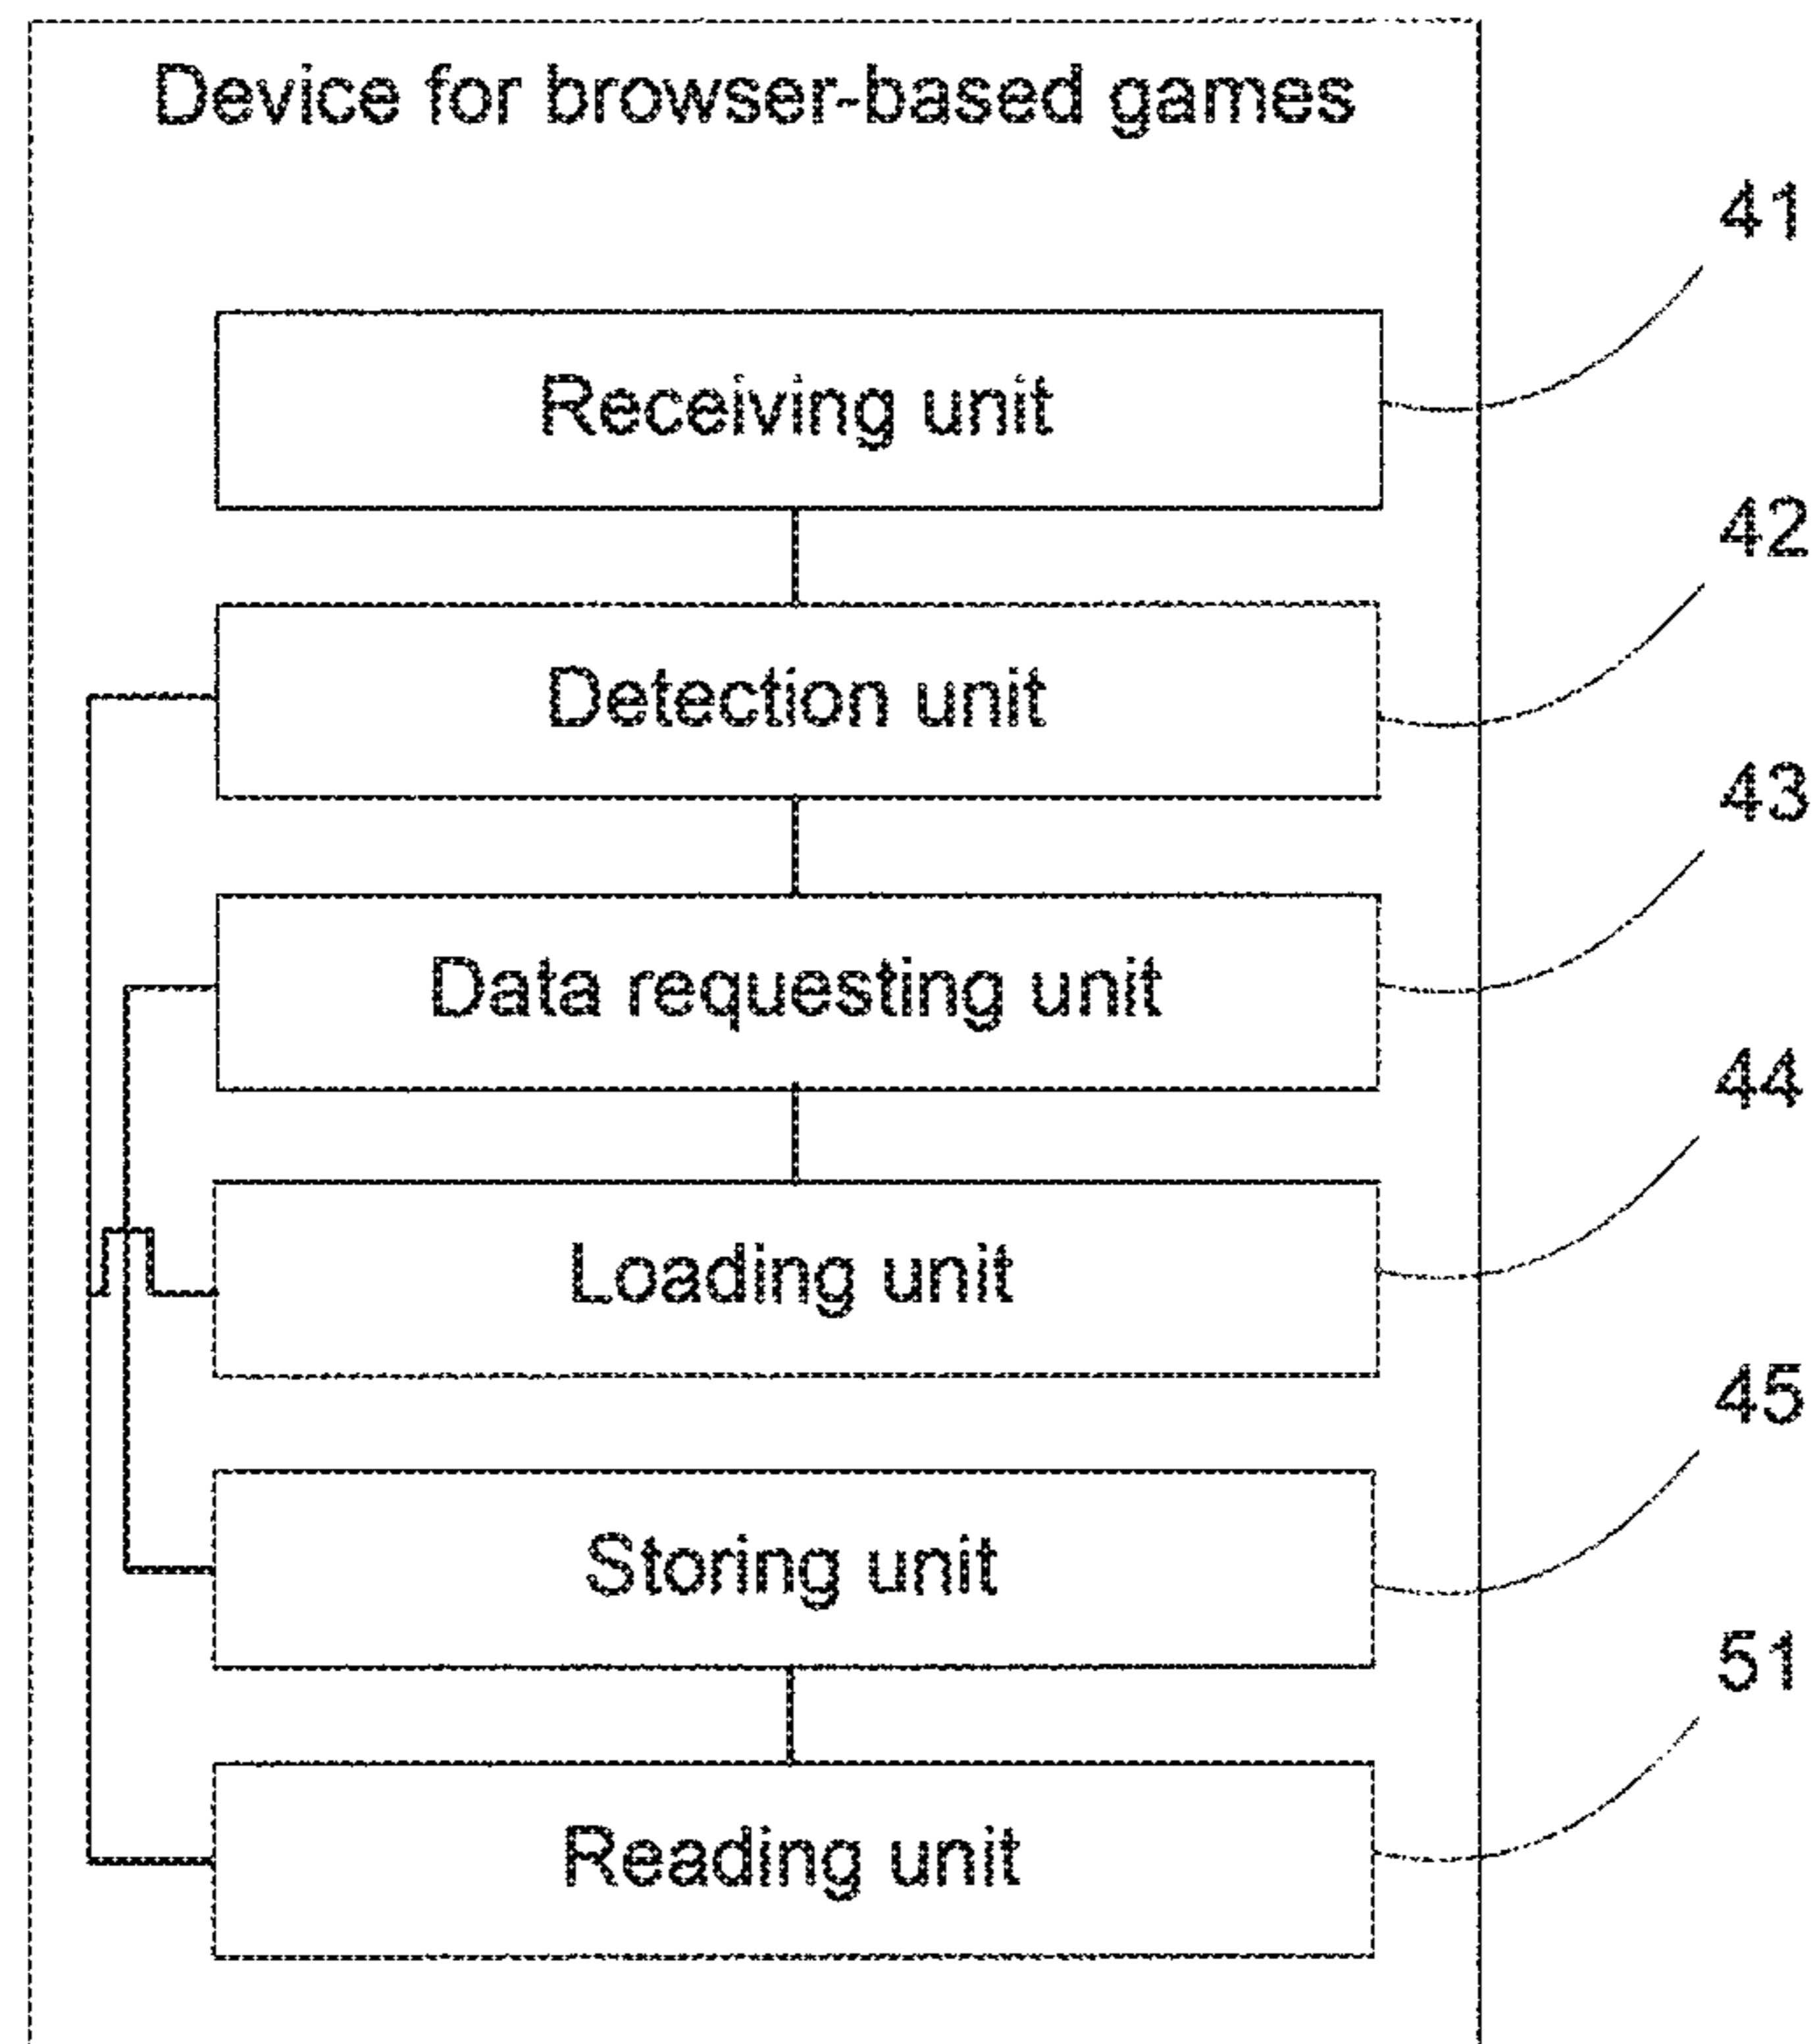 Device for browser-based games
41
Receiving unit
42
Detection unit
43
Data requesting unit
44
Loading unit
45
Storing unit
51
Reading unit